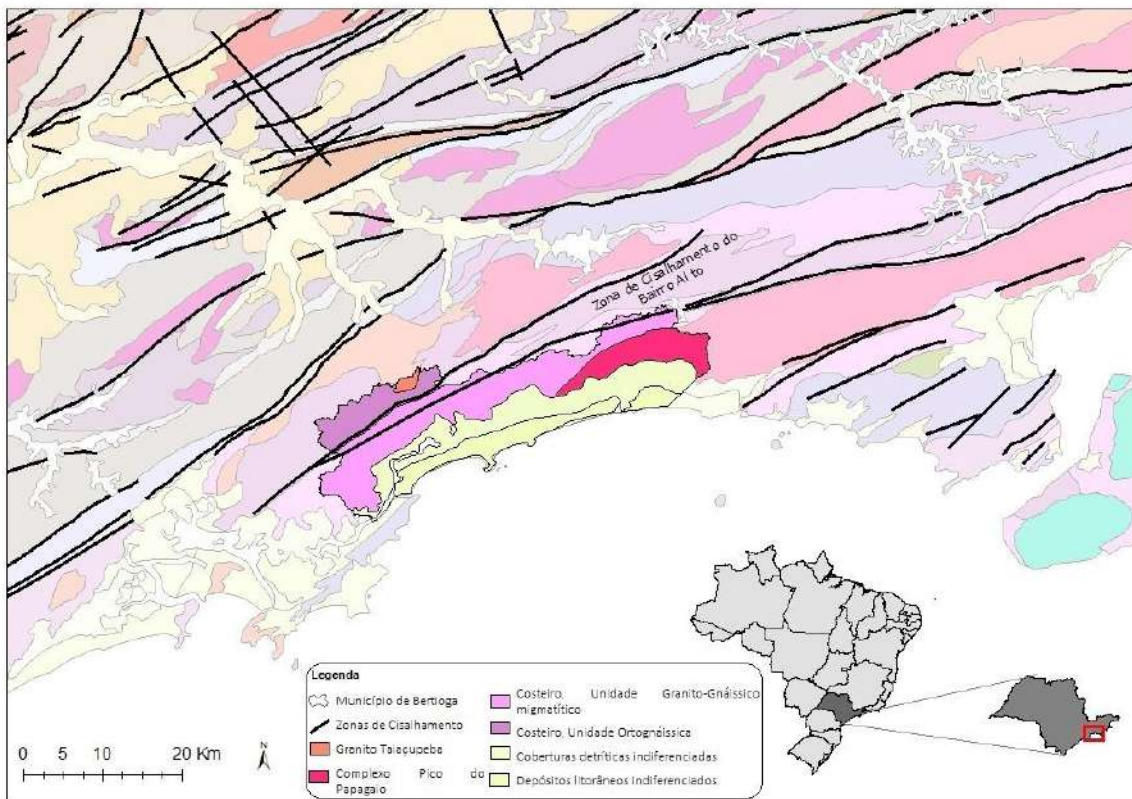 Zona de Cisalhamento do
Bairro Alto
Legenda
Município de Bertioga
Zonas de Cisalhamento
Granito Taiaçupeba
Complexo Pico do
Papagaio
Costeiro, Unidade Granito-Gnáissico
migmatítico
Costeiro, Unidade Ortognáissica
Coberturas detríticas indiferenciadas
Depósitos litorâneos indiferenciados
0 5 10 20 Km
N